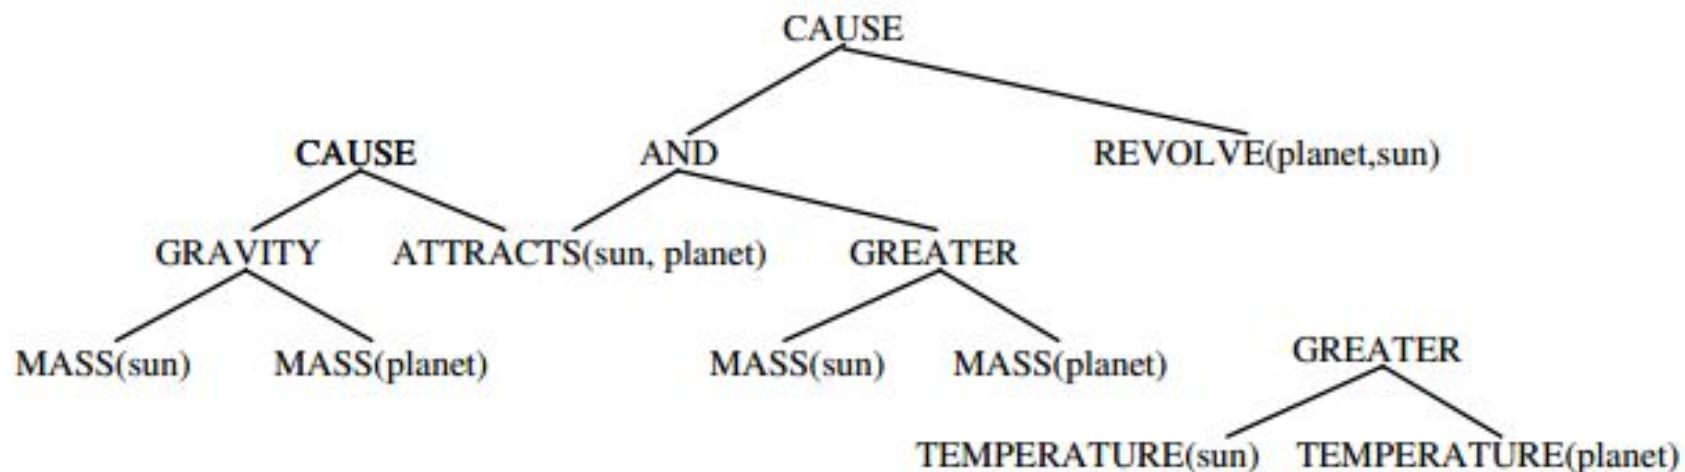 CAUSE
CAUSE AND REVOLVE(planet,sun)
GRAVITY ATTRACTS(sun, planet) GREATER
MASS(sun) MASS(planet) MASS(sun) MASS(planet) GREATER
TEMPERATURE(sun) TEMPERATURE(planet)